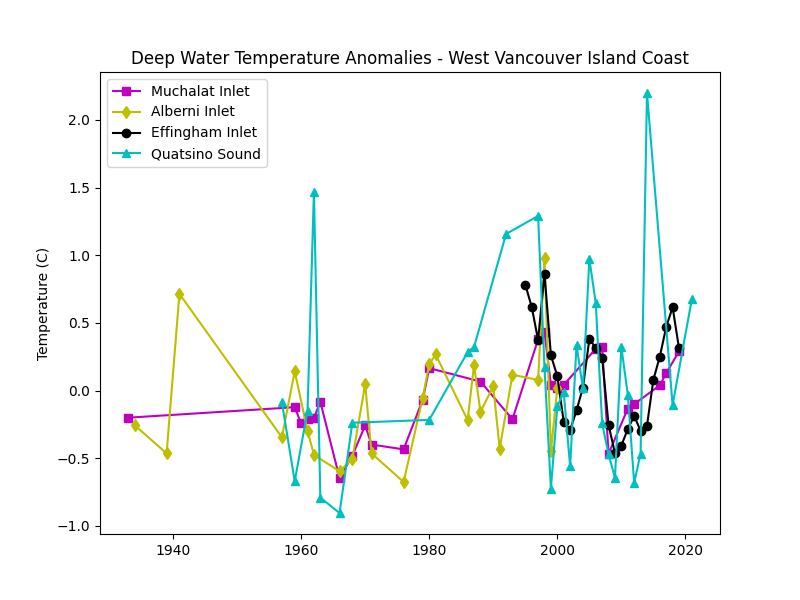 Deep Water Temperature Anomalies - West Vancouver Island Coast
Muchalat Inlet
Alberni Inlet
Effingham Inlet
Quatsino Sound
Temperature (C)
2.0
1.5
1.0
0.5
0.0
−0.5
−1.0
1940 1960 1980 2000 2020